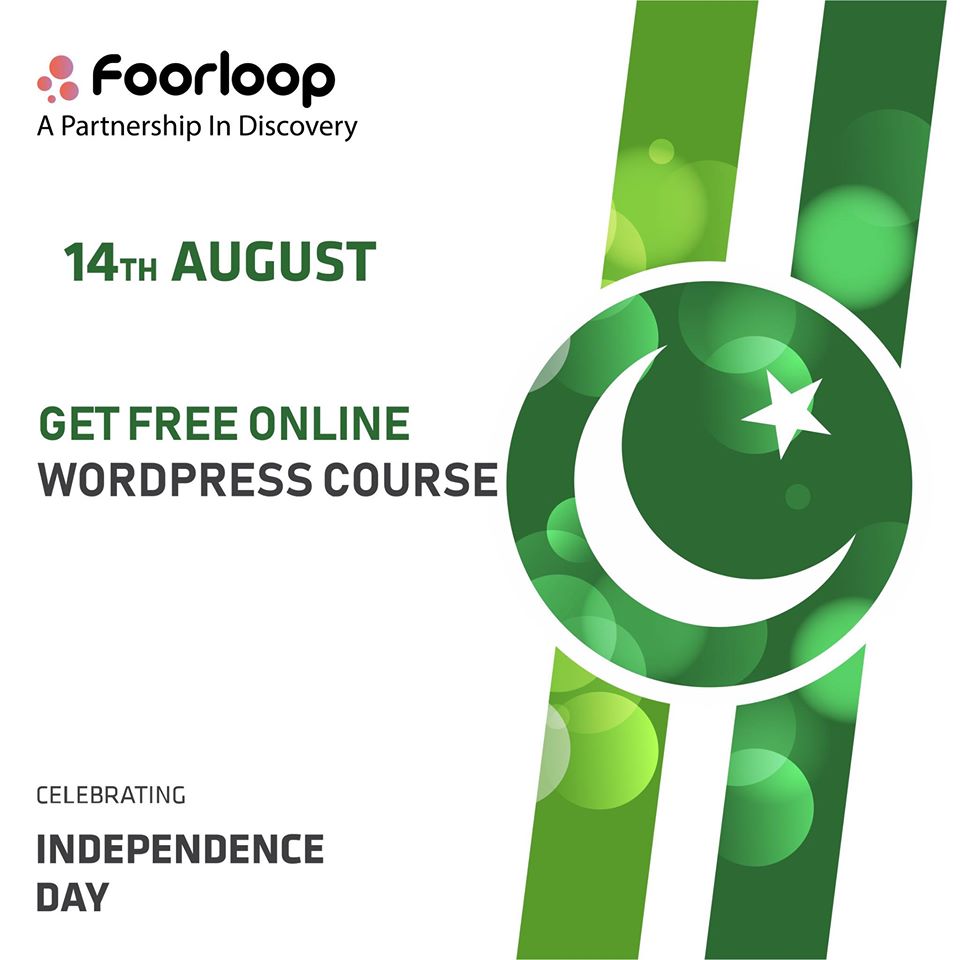 Foorloop
A Partnership In Discovery
14TH AUGUST
GET FREE ONLINE
WORDPRESS COURSE
CELEBRATING
INDEPENDENCE
DAY